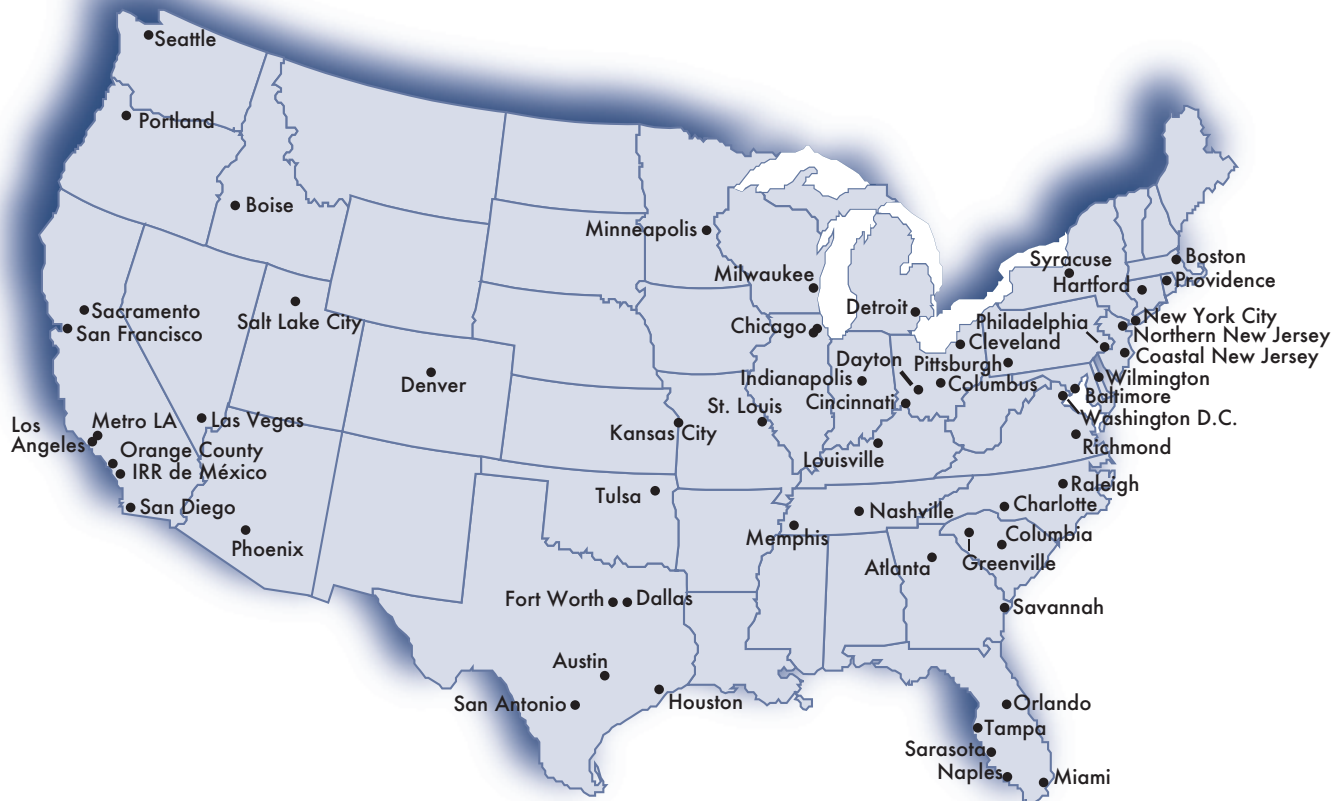 Seattle
Portland
Boise
Minneapolis
Milwaukee
Syracuse
Boston
Hartford
Providence
Detroit
Sacramento
San Francisco
Salt Lake City
Chicago
Philadelphia
New York City
Northern New Jersey
Cleveland
Coastal New Jersey
Dayton
Pittsburgh
Denver
Indianapolis
Columbus
Wilmington
Baltimore
Cincinnati
St. Louis
Washington D.C.
Los
Angeles
Metro LA
Las Vegas
Kansas City
Richmond
Orange County
Louisville
IRR de México
Raleigh
Tulsa
San Diego
Nashville
Charlotte
Memphis
Columbia
Phoenix
Greenville
Atlanta
Fort Worth
Dallas
Savannah
Austin
San Antonio
Houston
Orlando
Tampa
Sarasota
Naples
Miami